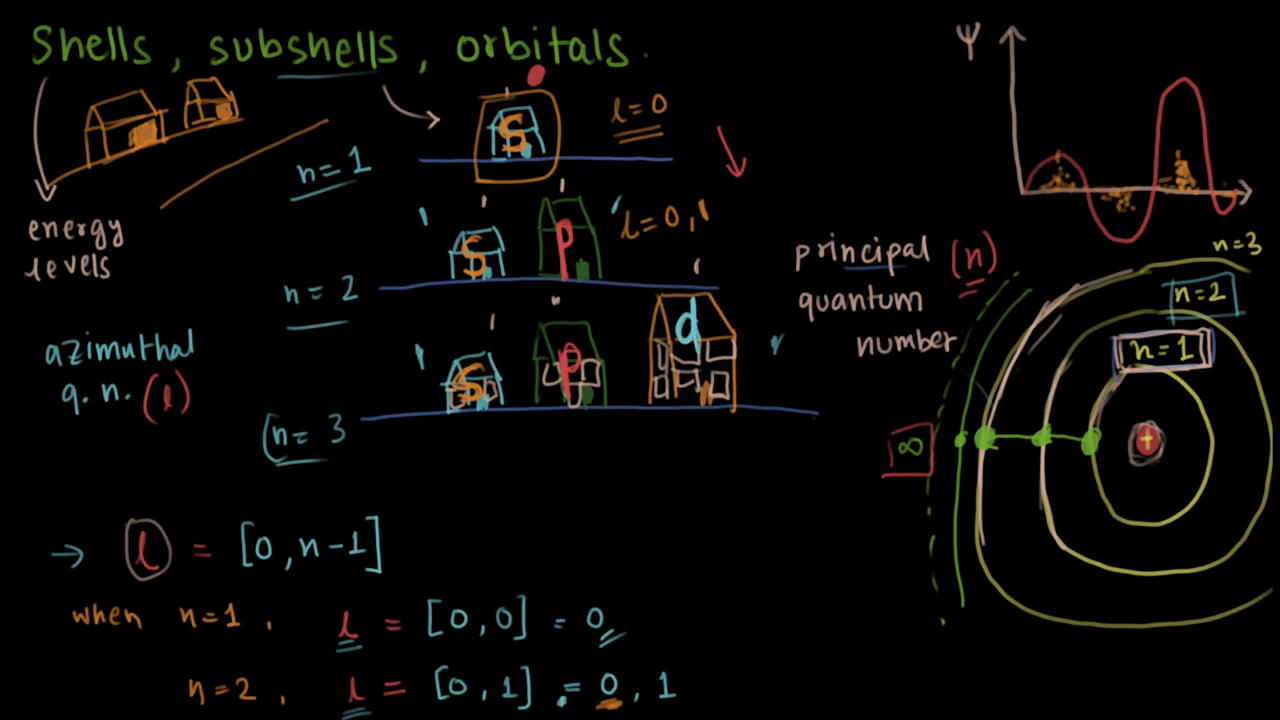 Shells, subshells, orbitals.
energy
levels
n=1
S
l=0
n=2
S p
l=0,1
n=3
S p d
azimuthal
q.n. (l)
→ l = [0, n-1]
when n=1, l = [0,0] = 0
n=2, l = [0,1] = 0, 1
ψ
principal (n)
quantum
number
n=3
n=2
n=1
∞
+